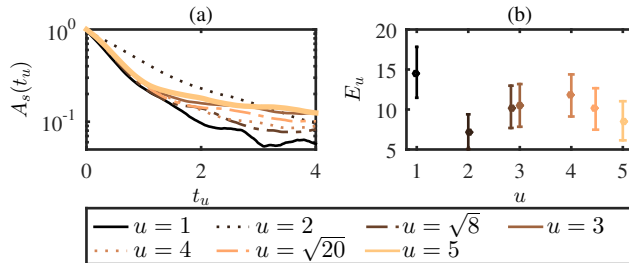 (a) (b)
10^0
10^{-1}
A_s(t_u)
0 2 4
t_u
20
15
10
5
E_u
1 2 3 4 5
u
u = 1 u = 2 u = √8 u = 3
u = 4 u = √20 u = 5